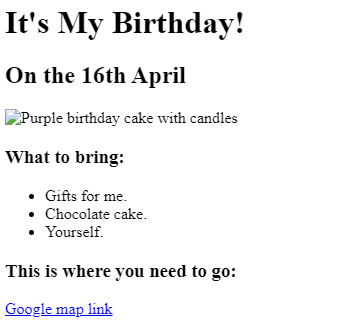 It's My Birthday!
On the 16th April
Purple birthday cake with candles
What to bring:
Gifts for me.
Chocolate cake.
Yourself.
This is where you need to go:
Google map link